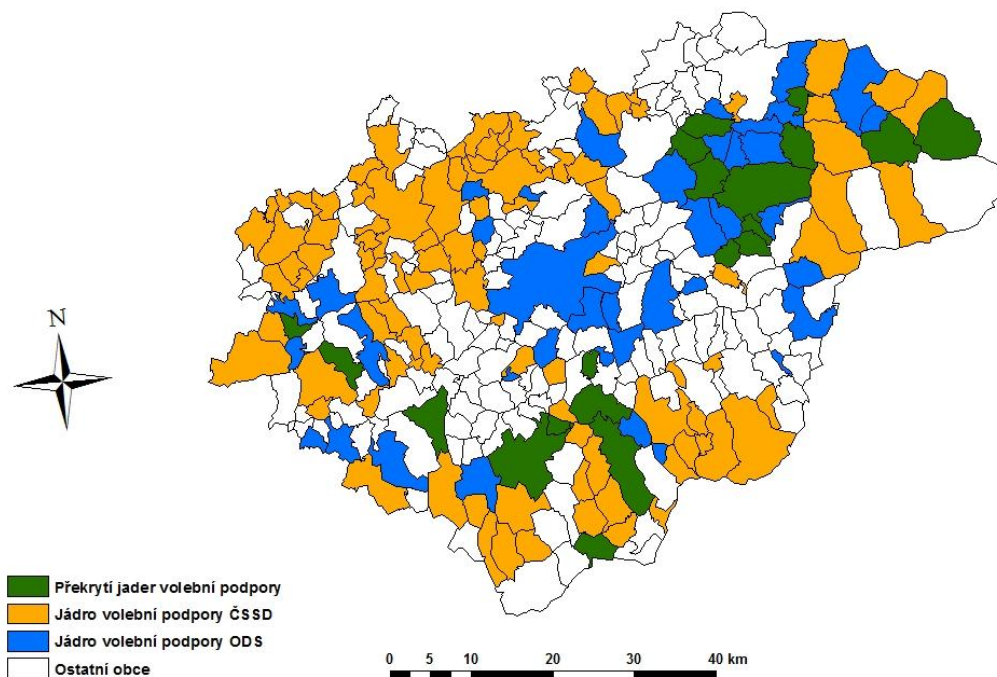 N
Překrytí jader volební podpory
Jádro volební podpory ČSSD
Jádro volební podpory ODS
Ostatní obce
0 5 10 20 30 40 km